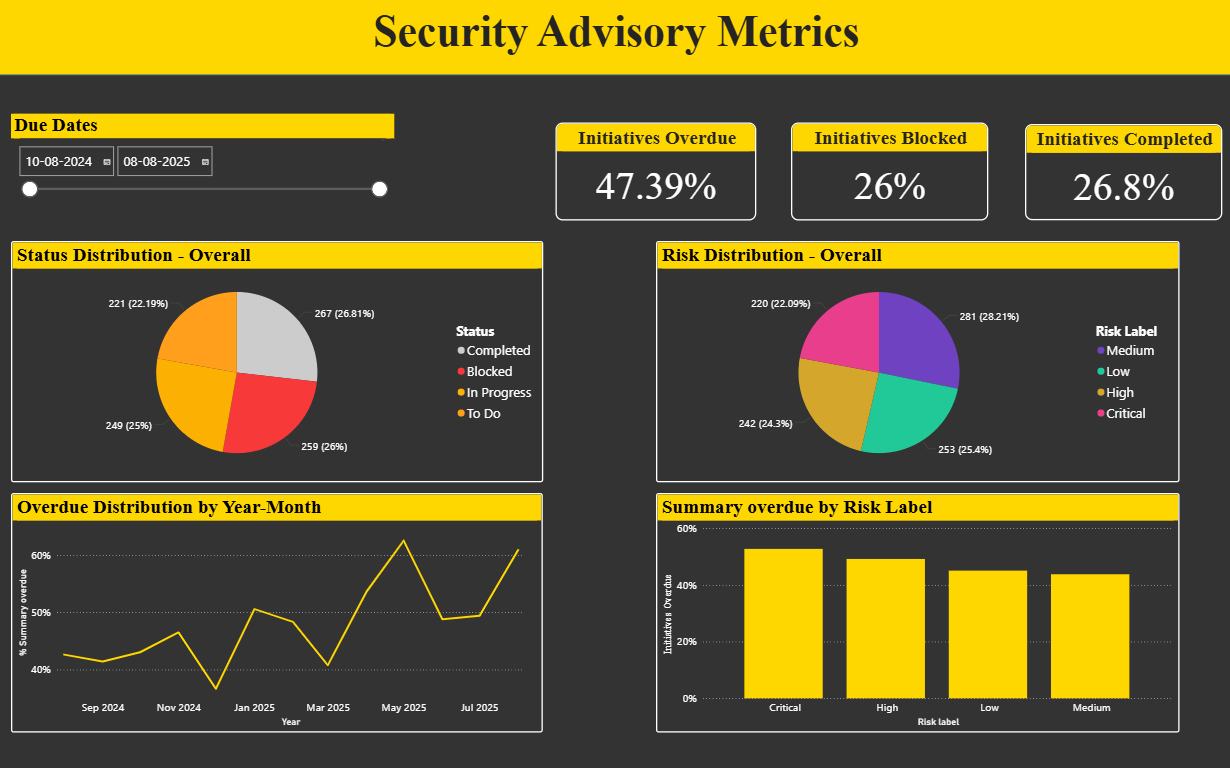 Security Advisory Metrics
Due Dates
10-08-2024
08-08-2025
Initiatives Overdue
47.39%
Initiatives Blocked
26%
Initiatives Completed
26.8%
Status Distribution - Overall
221 (22.19%)
267 (26.81%)
249 (25%)
259 (26%)
Status
Completed
Blocked
In Progress
To Do
Risk Distribution - Overall
220 (22.09%)
281 (28.21%)
242 (24.3%)
253 (25.4%)
Risk Label
Medium
Low
High
Critical
Overdue Distribution by Year-Month
% Summary overdue
60%
50%
40%
Sep 2024
Nov 2024
Jan 2025
Mar 2025
May 2025
Jul 2025
Year
Summary overdue by Risk Label
Initiatives Overdue
60%
40%
20%
0%
Critical
High
Low
Medium
Risk label